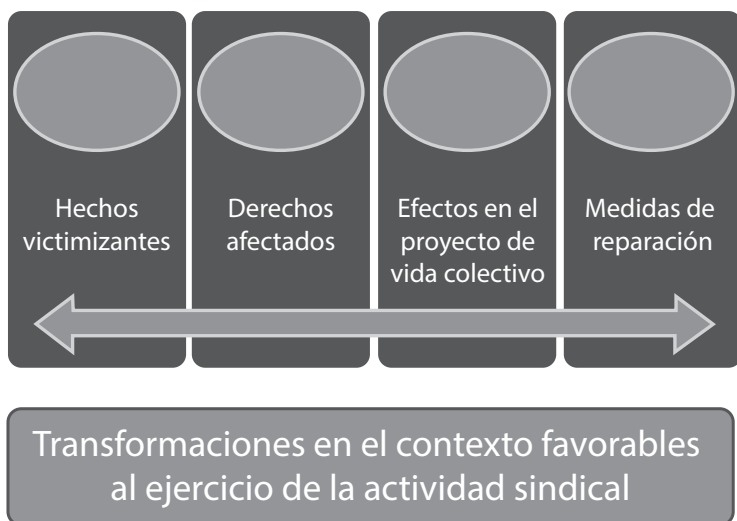 Hechos
victimizantes
Derechos
afectados
Efectos en el
proyecto de
vida colectivo
Medidas de
reparación
Transformaciones en el contexto favorables
al ejercicio de la actividad sindical